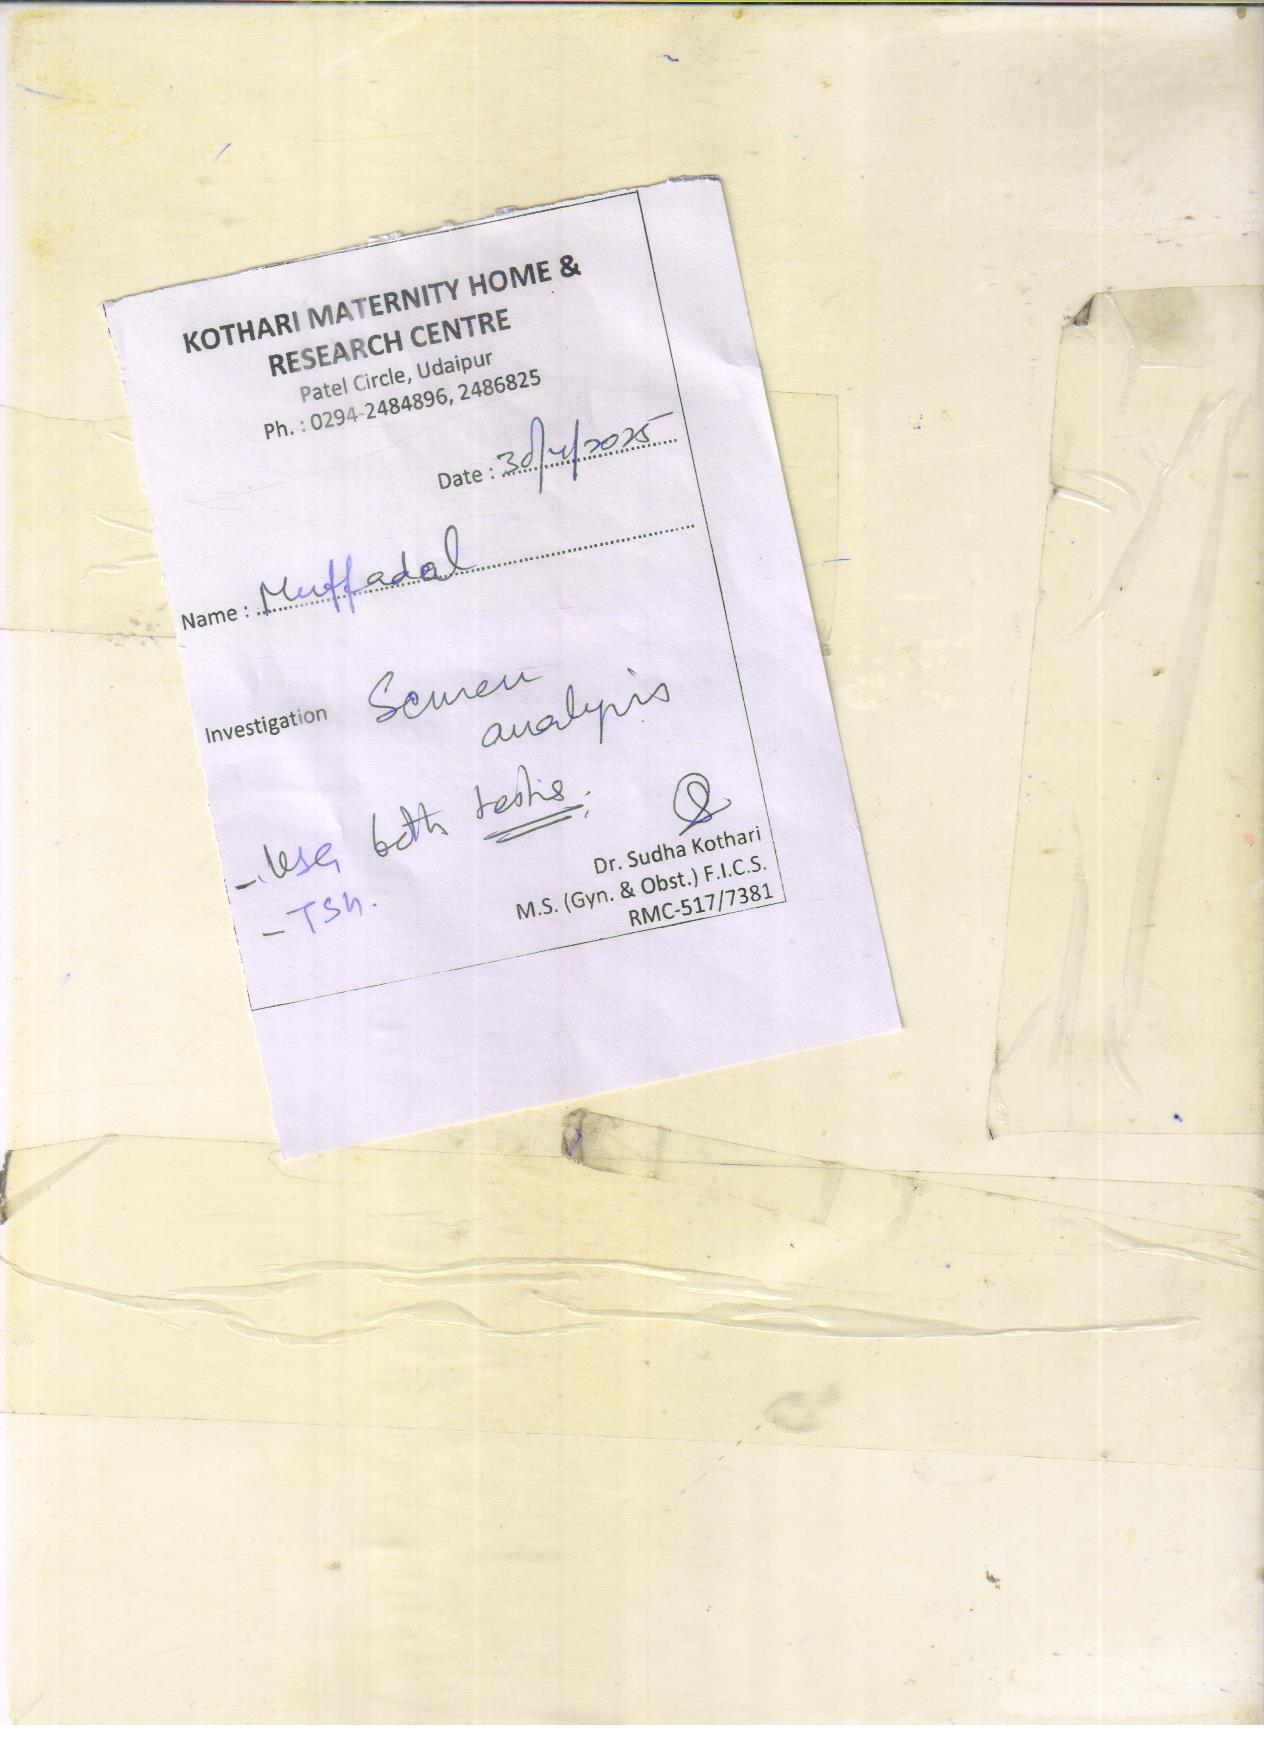 KOTHARI MATERNITY HOME &
RESEARCH CENTRE
Patel Circle, Udaipur
Ph. : 0294-2484896, 2486825
Date : 30/4/2025
Name : Muffadal
Investigation Semen
analysis
- USG both testis.
- TSH.
Dr. Sudha Kothari
M.S. (Gyn. & Obst.) F.I.C.S.
RMC-517/7381